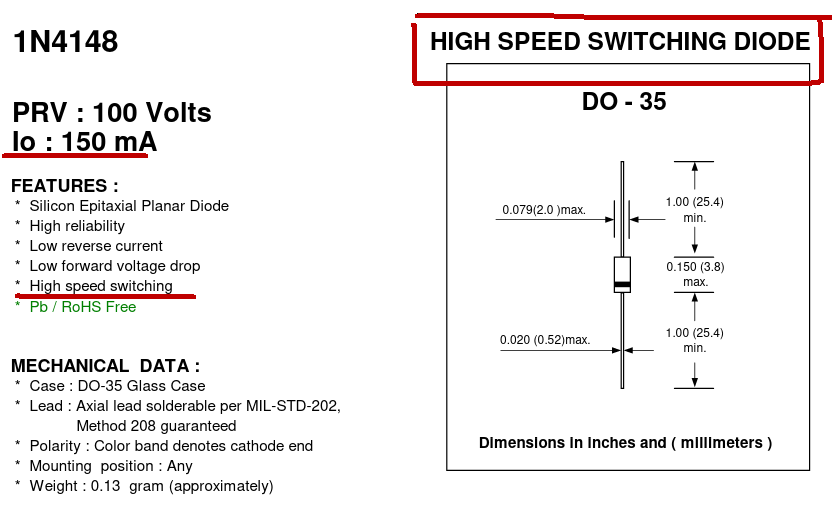 1N4148
HIGH SPEED SWITCHING DIODE
PRV : 100 Volts
Io : 150 mA
FEATURES :
* Silicon Epitaxial Planar Diode
* High reliability
* Low reverse current
* Low forward voltage drop
* High speed switching
* Pb / RoHS Free
MECHANICAL DATA :
* Case : DO-35 Glass Case
* Lead : Axial lead solderable per MIL-STD-202,
Method 208 guaranteed
* Polarity : Color band denotes cathode end
* Mounting position : Any
* Weight : 0.13 gram (approximately)
DO - 35
0.079(2.0 )max.
1.00 (25.4)
min.
0.150 (3.8)
max.
0.020 (0.52)max.
1.00 (25.4)
min.
Dimensions in inches and ( millimeters )